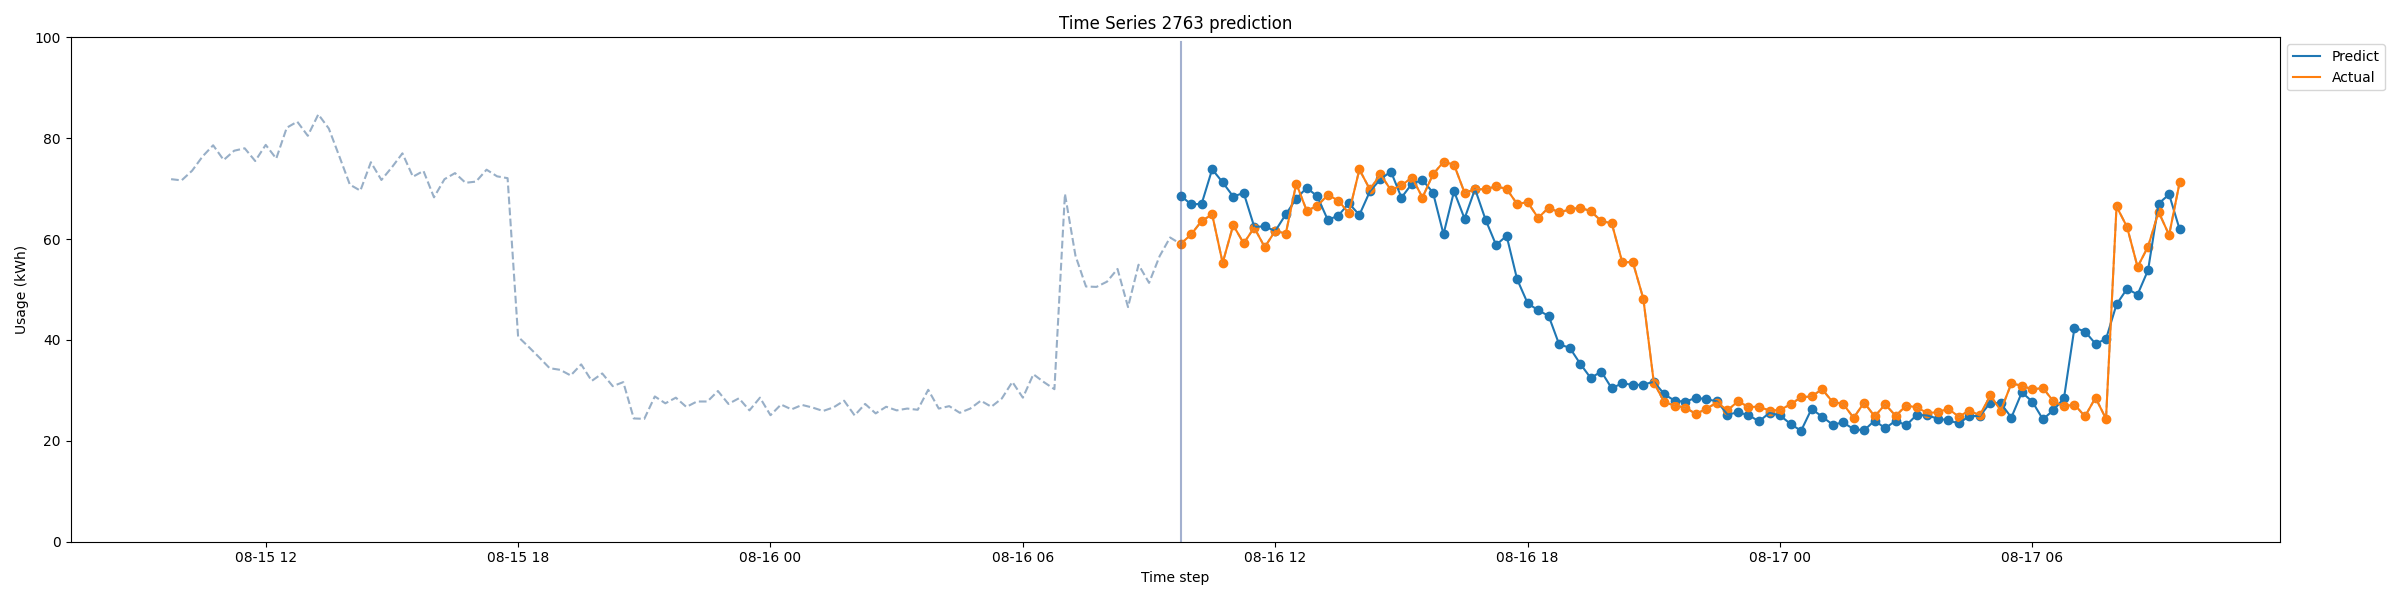 Time Series 2763 prediction
100
80
60
40
20
0
Usage (kWh)
08-15 12
08-15 18
08-16 00
08-16 06
08-16 12
08-16 18
08-17 00
08-17 06
Time step
Predict
Actual